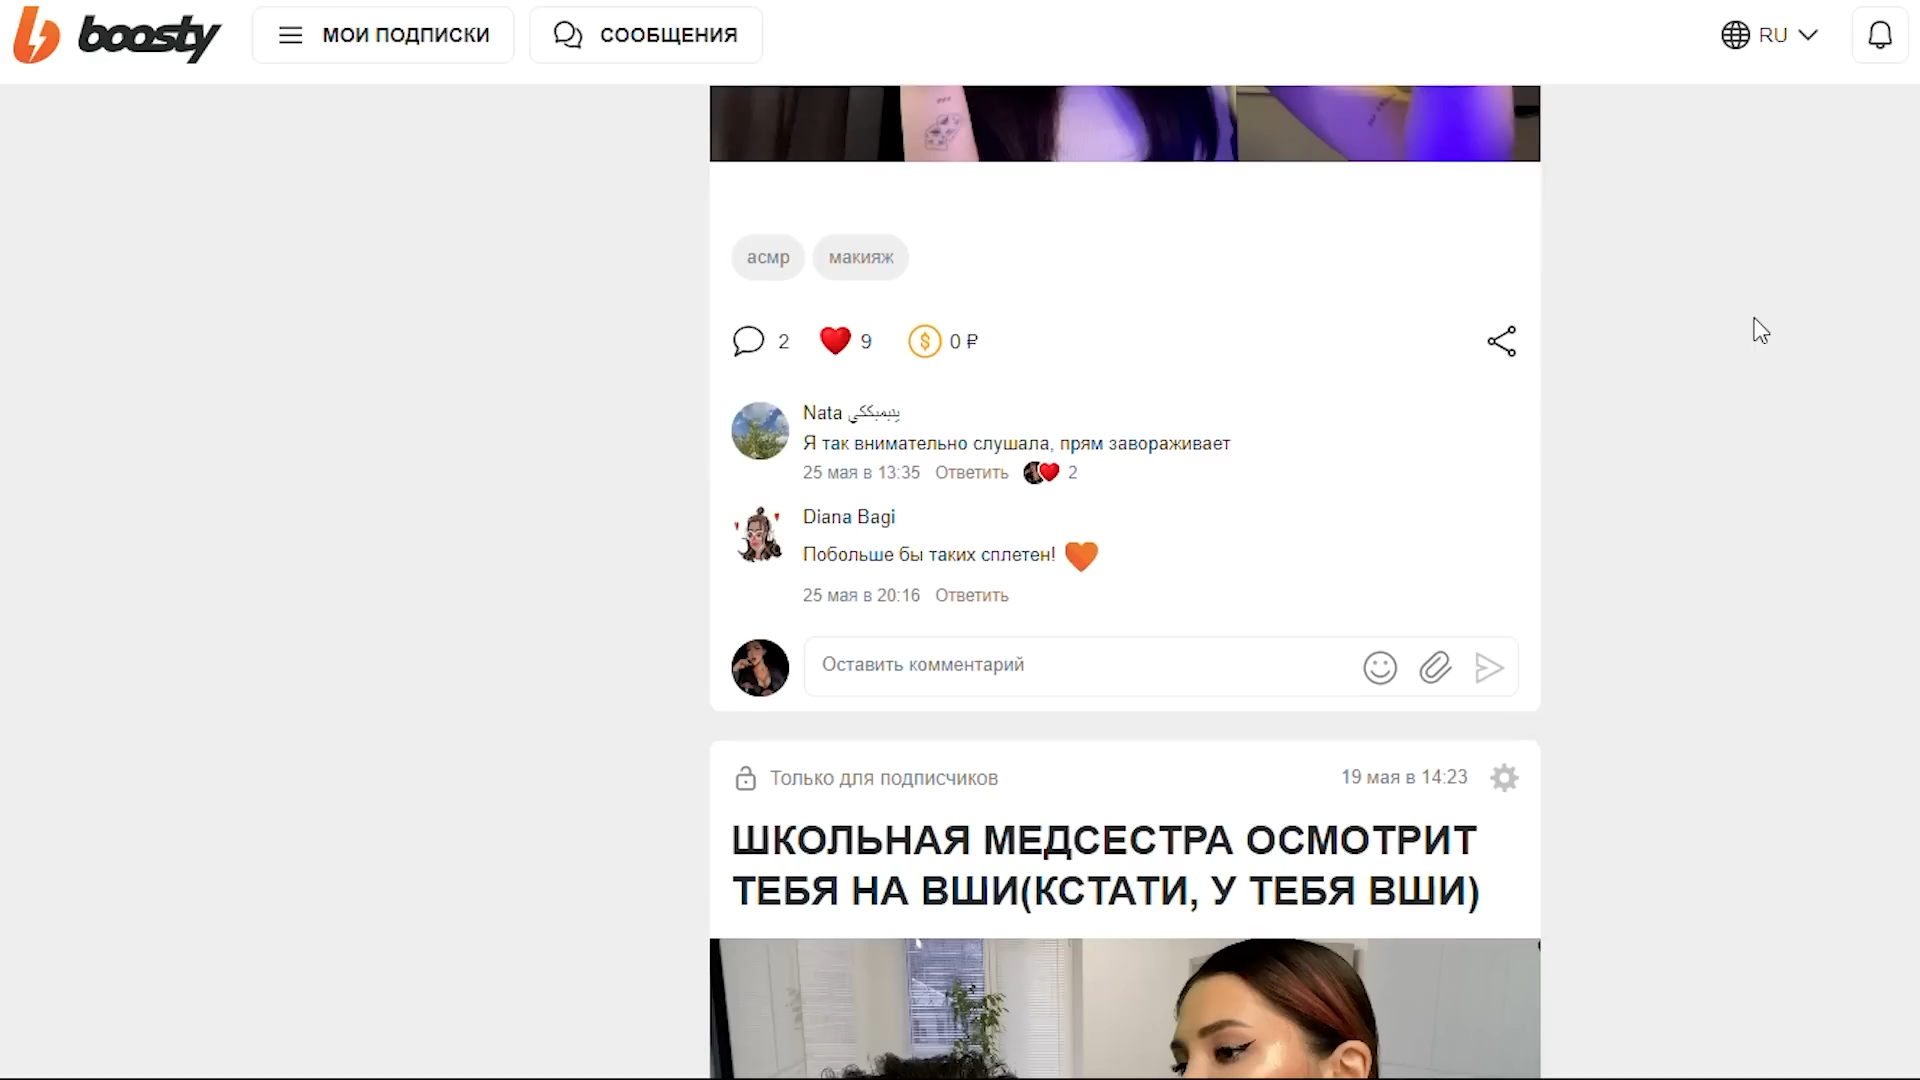 boosty
МОИ ПОДПИСКИ
СООБЩЕНИЯ
RU
асмр
макияж
2
9
0 ₽
Nata
Я так внимательно слушала, прям завораживает
25 мая в 13:35 Ответить 2
Diana Bagi
Побольше бы таких сплетен!
25 мая в 20:16 Ответить
Оставить комментарий
Только для подписчиков
19 мая в 14:23
ШКОЛЬНАЯ МЕДСЕСТРА ОСМОТРИТ
ТЕБЯ НА ВШИ(КСТАТИ, У ТЕБЯ ВШИ)